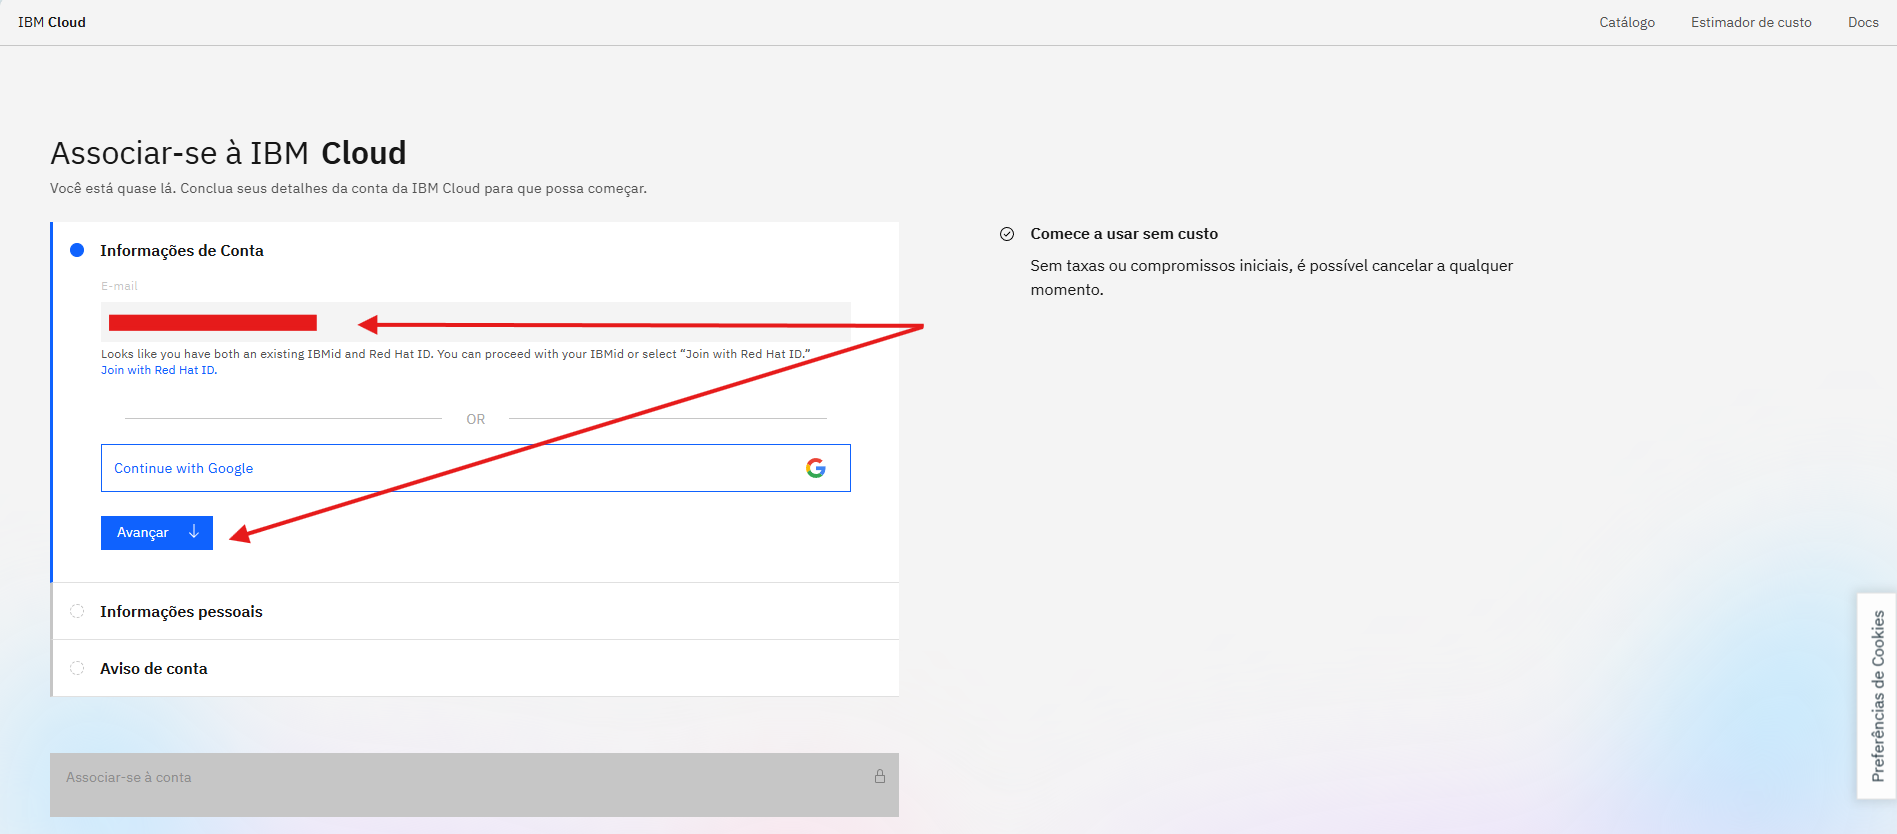 IBM Cloud
Catálogo
Estimador de custo
Docs
Associar-se à IBM Cloud
Você está quase lá. Conclua seus detalhes da conta da IBM Cloud para que possa começar.
Informações de Conta
E-mail
Looks like you have both an existing IBMid and Red Hat ID. You can proceed with your IBMid or select “Join with Red Hat ID.”
Join with Red Hat ID.
OR
Continue with Google
Avançar
Informações pessoais
Aviso de conta
Associar-se à conta
Comece a usar sem custo
Sem taxas ou compromissos iniciais, é possível cancelar a qualquer
momento.
Preferências de Cookies